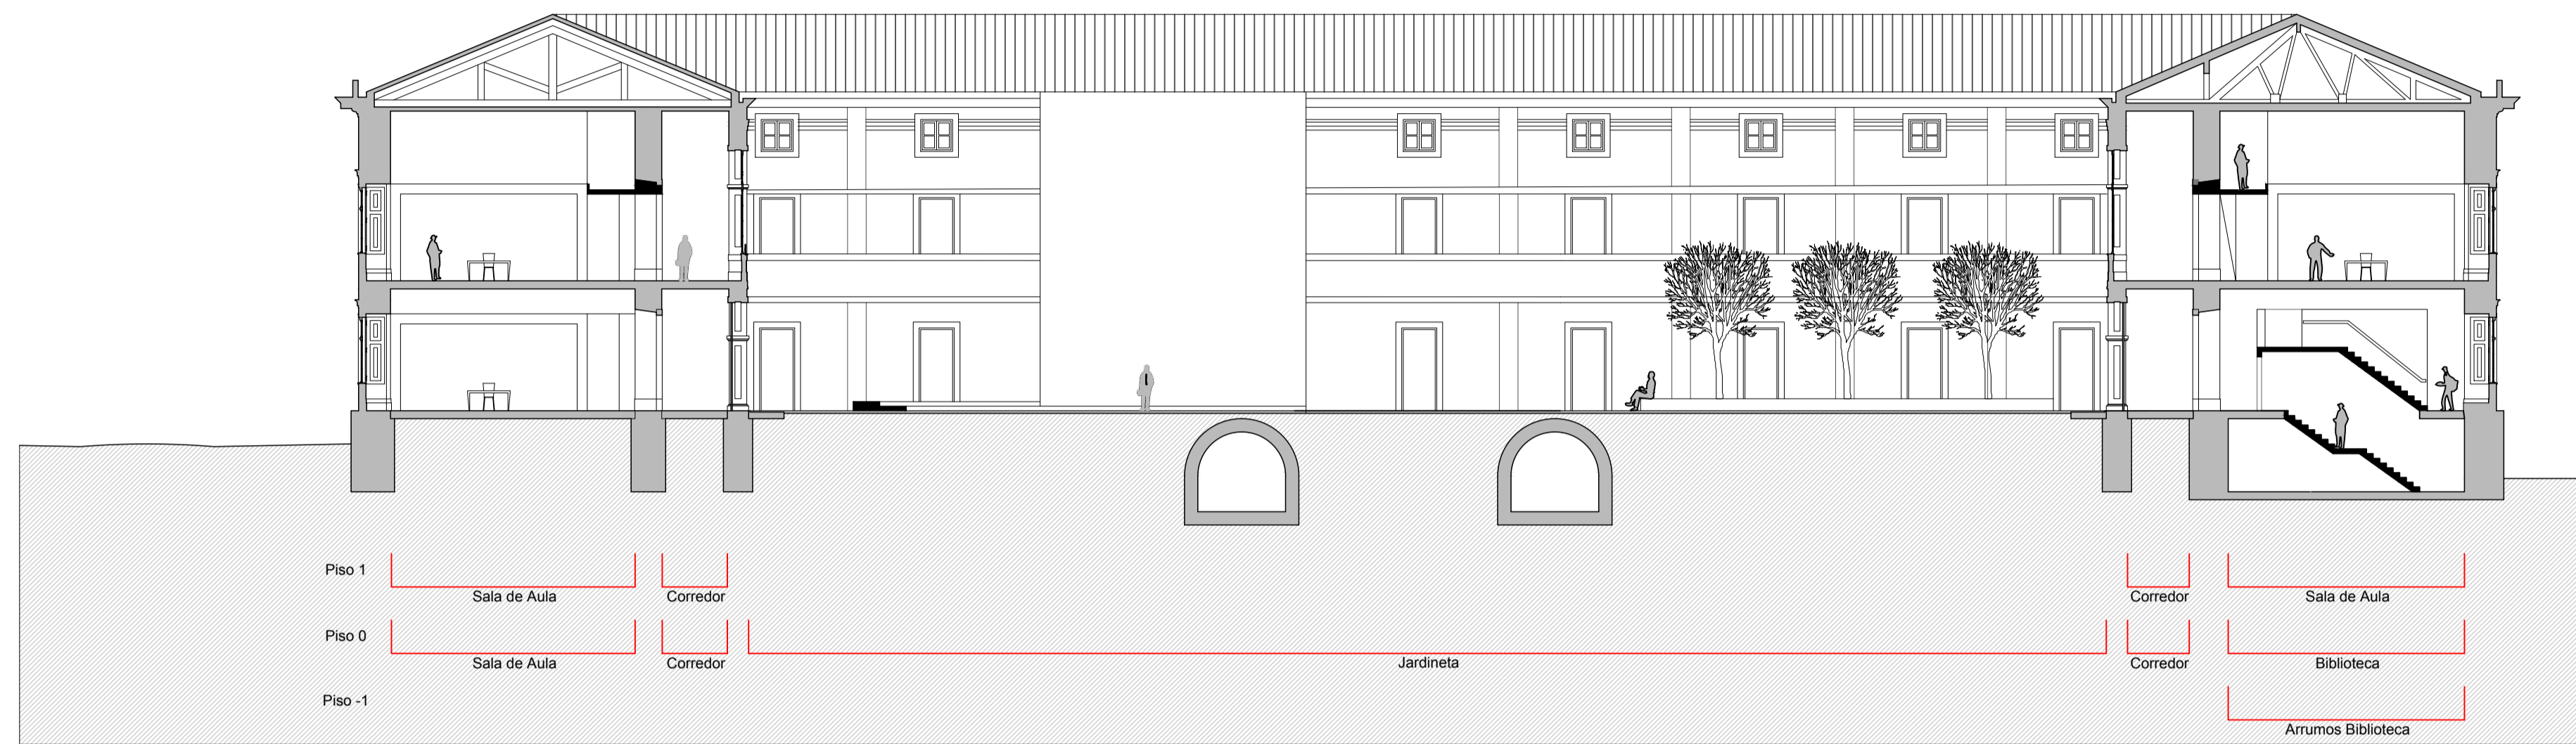 Piso 1
Sala de Aula Corredor Corredor Sala de Aula
Piso 0
Sala de Aula Corredor Jardineta Corredor Biblioteca
Piso -1
Arrumos Biblioteca